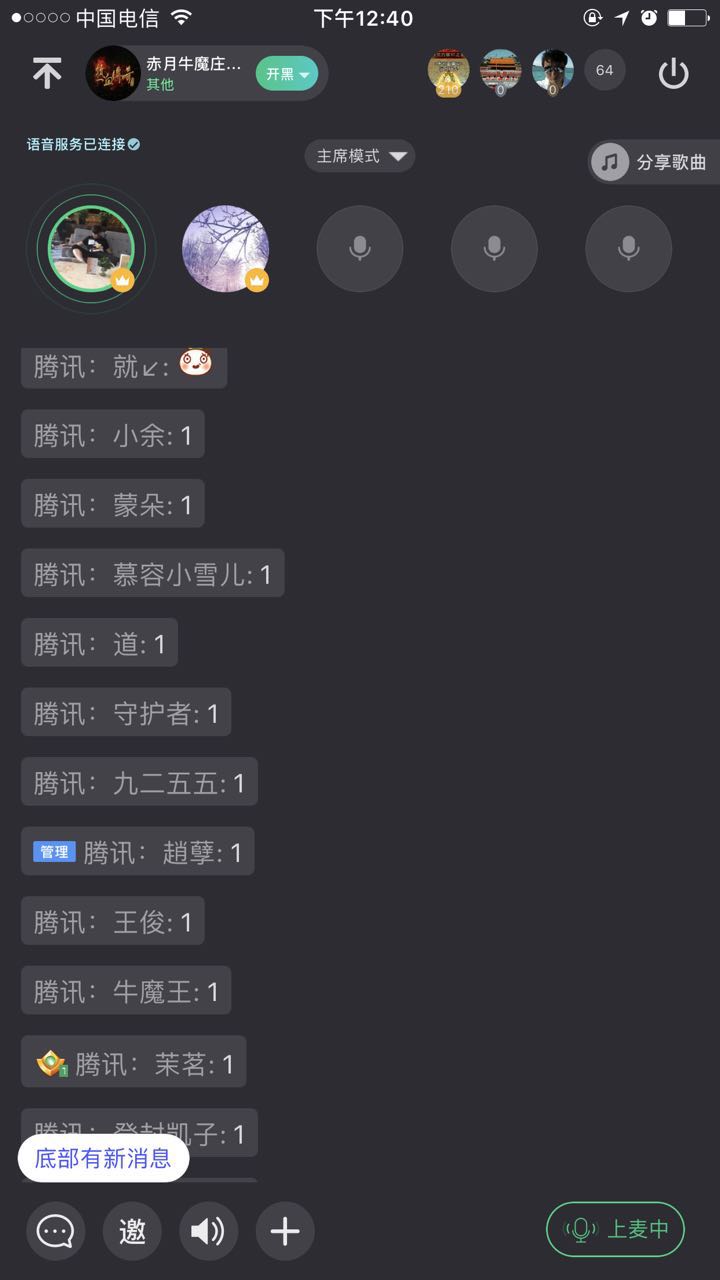 中国电信
下午12:40
赤月牛魔庄...
其他
开黑
210
0
0
64
语音服务已连接
主席模式
分享歌曲
腾讯： 就↙:
腾讯： 小余: 1
腾讯： 蒙朵: 1
腾讯： 慕容小雪儿: 1
腾讯： 道: 1
腾讯： 守护者: 1
腾讯： 九二五五: 1
管理 腾讯： 趙孽: 1
腾讯： 王俊: 1
腾讯： 牛魔王: 1
1 腾讯： 茉茗: 1
腾讯： 登封凯子: 1
底部有新消息
邀
上麦中